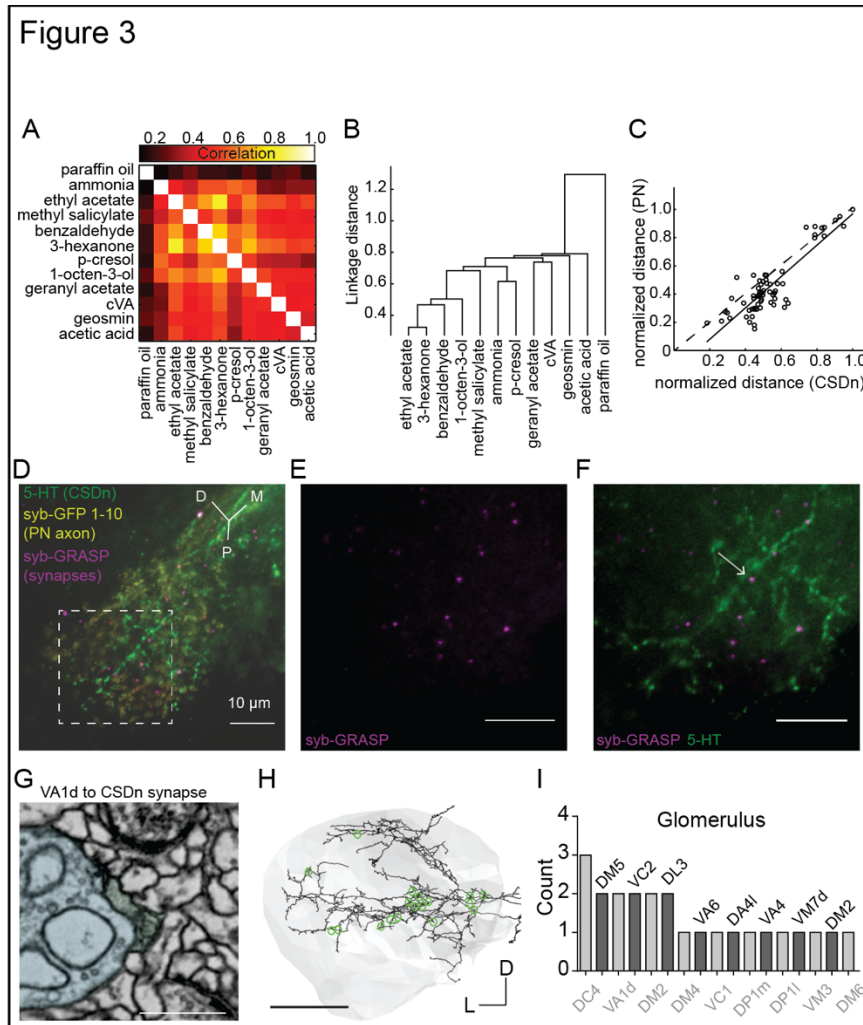 Figure 3
A
0.2 0.4 0.6 0.8 1.0
Correlation
paraffin oil
ammonia
ethyl acetate
methyl salicylate
benzaldehyde
3-hexanone
p-cresol
1-octen-3-ol
geranyl acetate
cVA
geosmin
acetic acid
paraffin oil
ammonia
ethyl acetate
methyl salicylate
benzaldehyde
3-hexanone
p-cresol
1-octen-3-ol
geranyl acetate
cVA
geosmin
acetic acid
B
Linkage distance
1.2
1.0
0.8
0.6
0.4
ethyl acetate
3-hexanone
benzaldehyde
1-octen-3-ol
methyl salicylate
ammonia
p-cresol
geranyl acetate
cVA
geosmin
acetic acid
paraffin oil
C
normalized distance (PN)
1.0
0.8
0.6
0.4
0.2
0
0.2 0.4 0.6 0.8 1.0
normalized distance (CSDn)
D
5-HT (CSDn)
syb-GFP 1-10
(PN axon)
syb-GRASP
(synapses)
D M
P
10 µm
E
syb-GRASP
F
syb-GRASP 5-HT
G
VA1d to CSDn synapse
H
D
L
I
Glomerulus
Count
4
3
2
1
0
DM5
VC2
DL3
VA6
DA4l
VA4
VM7d
DM2
DC4
VA1d
DM2
DM4
VC1
DP1m
DP1l
VM3
DM6